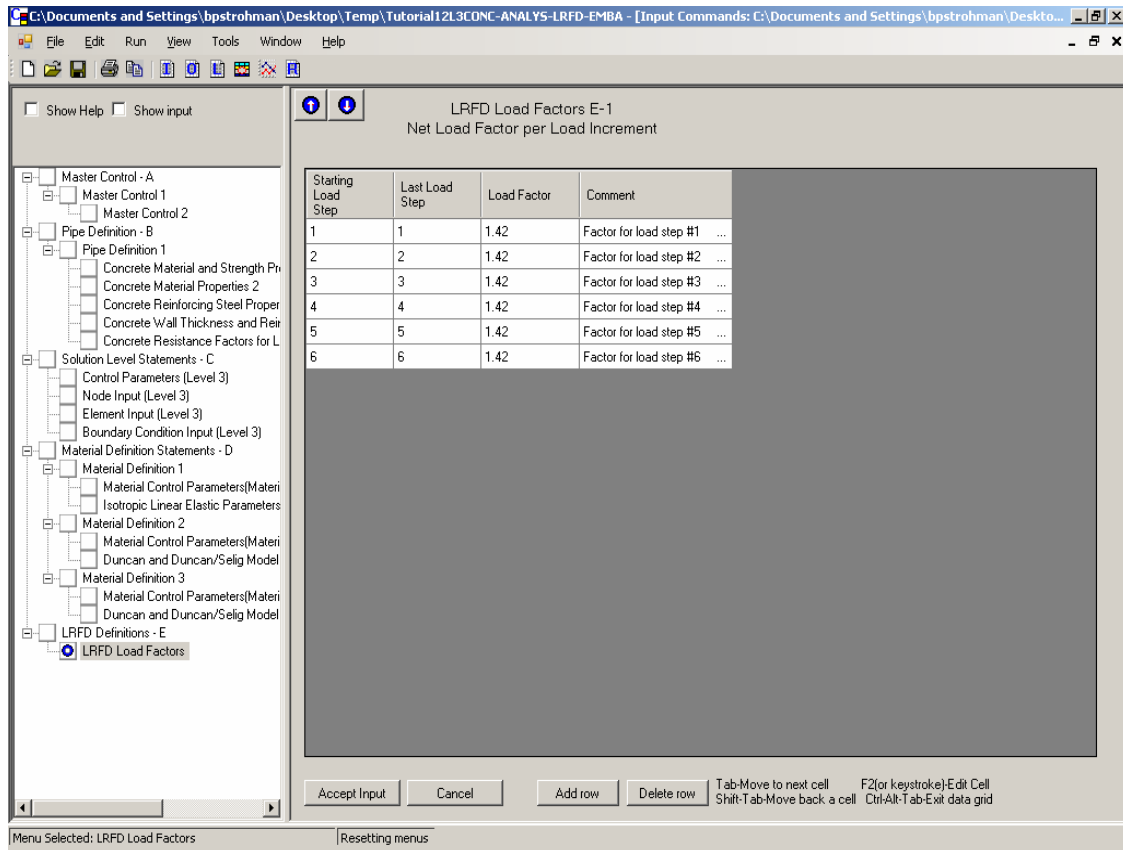 C:\Documents and Settings\bpstrohman\Desktop\Temp\Tutorial12L3CONC-ANALYS-LRFD-EMBA - [Input Commands: C:\Documents and Settings\bpstrohman\Deskto...
File Edit Run View Tools Window Help
Show Help Show input
LRFD Load Factors E-1
Net Load Factor per Load Increment
Master Control - A
Master Control 1
Master Control 2
Pipe Definition - B
Pipe Definition 1
Concrete Material and Strength Pr
Concrete Material Properties 2
Concrete Reinforcing Steel Proper
Concrete Wall Thickness and Rei
Concrete Resistance Factors for L
Solution Level Statements - C
Control Parameters (Level 3)
Node Input (Level 3)
Element Input (Level 3)
Boundary Condition Input (Level 3)
Material Definition Statements - D
Material Definition 1
Material Control Parameters(Materi
Isotropic Linear Elastic Parameters
Material Definition 2
Material Control Parameters(Materi
Duncan and Duncan/Selig Model
Material Definition 3
Material Control Parameters(Materi
Duncan and Duncan/Selig Model
LRFD Definitions - E
LRFD Load Factors
Starting Load Step Last Load Step Load Factor Comment
1 1 1.42 Factor for load step #1 ...
2 2 1.42 Factor for load step #2 ...
3 3 1.42 Factor for load step #3 ...
4 4 1.42 Factor for load step #4 ...
5 5 1.42 Factor for load step #5 ...
6 6 1.42 Factor for load step #6 ...
Accept Input Cancel Add row Delete row
Tab-Move to next cell F2(or keystroke)-Edit Cell
Shift-Tab-Move back a cell Ctrl-Alt-Tab-Exit data grid
Menu Selected: LRFD Load Factors Resetting menus